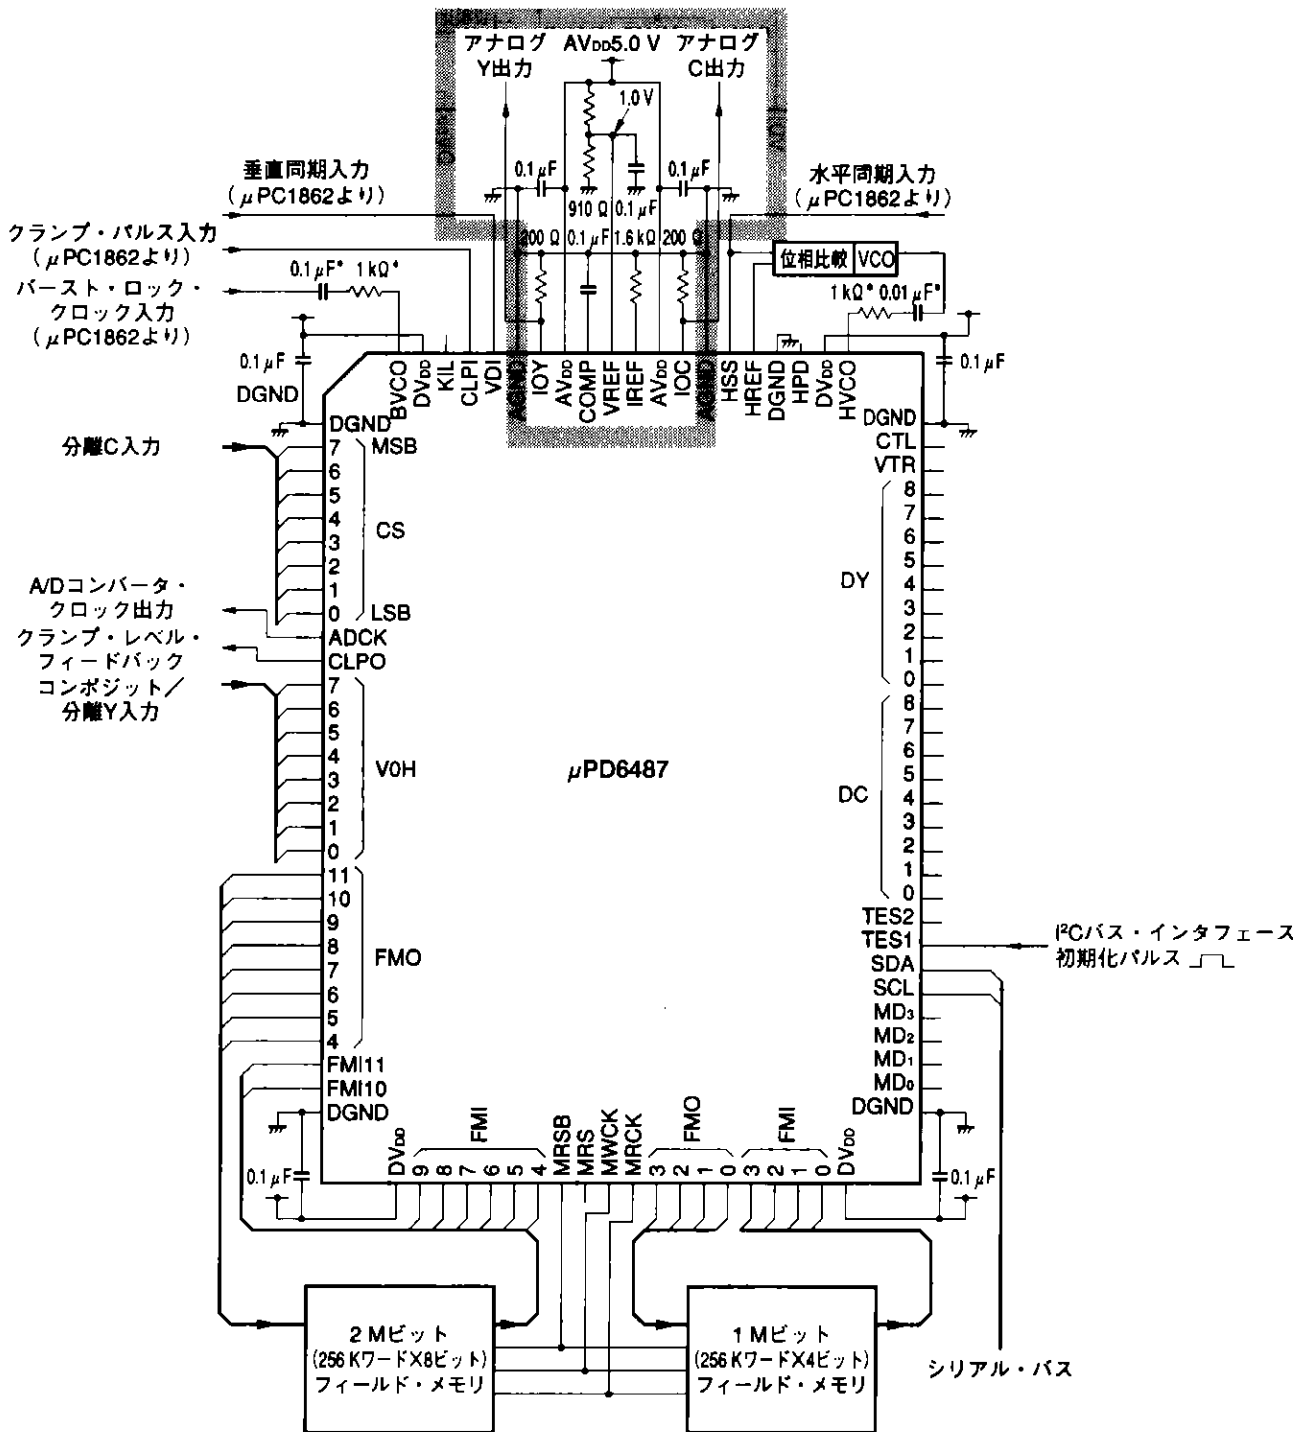 アナログ
Y出力
AVDD5.0 V
アナログ
C出力
1.0 V
垂直同期入力
(μPC1862より)
0.1 μF
0.1 μF
水平同期入力
(μPC1862より)
910 Ω
0.1 μF
クランプ・パルス入力
(μPC1862より)
200 Ω
0.1 μF
1.6 kΩ
200 Ω
位相比較
VCO
バースト・ロック・
クロック入力
(μPC1862より)
0.1 μF*
1 kΩ*
1 kΩ*
0.01 μF*
0.1 μF
DGND
0.1 μF
BVCO
DVDD
KIL
CLPI
VDI
AGND
IOY
AVDD
COMP
VREF
IREF
AVDD
IOC
AGND
HSS
HREF
DGND
HPD
DVDD
HVCO
DGND
DGND
分離C入力
7
MSB
6
5
4
CS
3
2
1
0
LSB
A/Dコンバータ・
クロック出力
ADCK
クランプ・レベル・
フィードバック
CLPO
コンポジット/
分離Y入力
7
6
5
4
V0H
3
2
1
0
11
10
9
8
FMO
7
6
5
4
FMI11
FMI10
DGND
μPD6487
CTL
VTR
8
7
6
5
DY
4
3
2
1
0
8
7
6
5
DC
4
3
2
1
0
TES2
TES1
I²Cバス・インタフェース
初期化パルス
SDA
SCL
MD3
MD2
MD1
MD0
DGND
0.1 μF
DVDD
FMI
9
8
7
6
5
4
MRSB
MRS
MWCK
MRCK
FMO
3
2
1
0
FMI
3
2
1
0
DVDD
0.1 μF
2 Mビット
(256 Kワード×8ビット)
フィールド・メモリ
1 Mビット
(256 Kワード×4ビット)
フィールド・メモリ
シリアル・バス